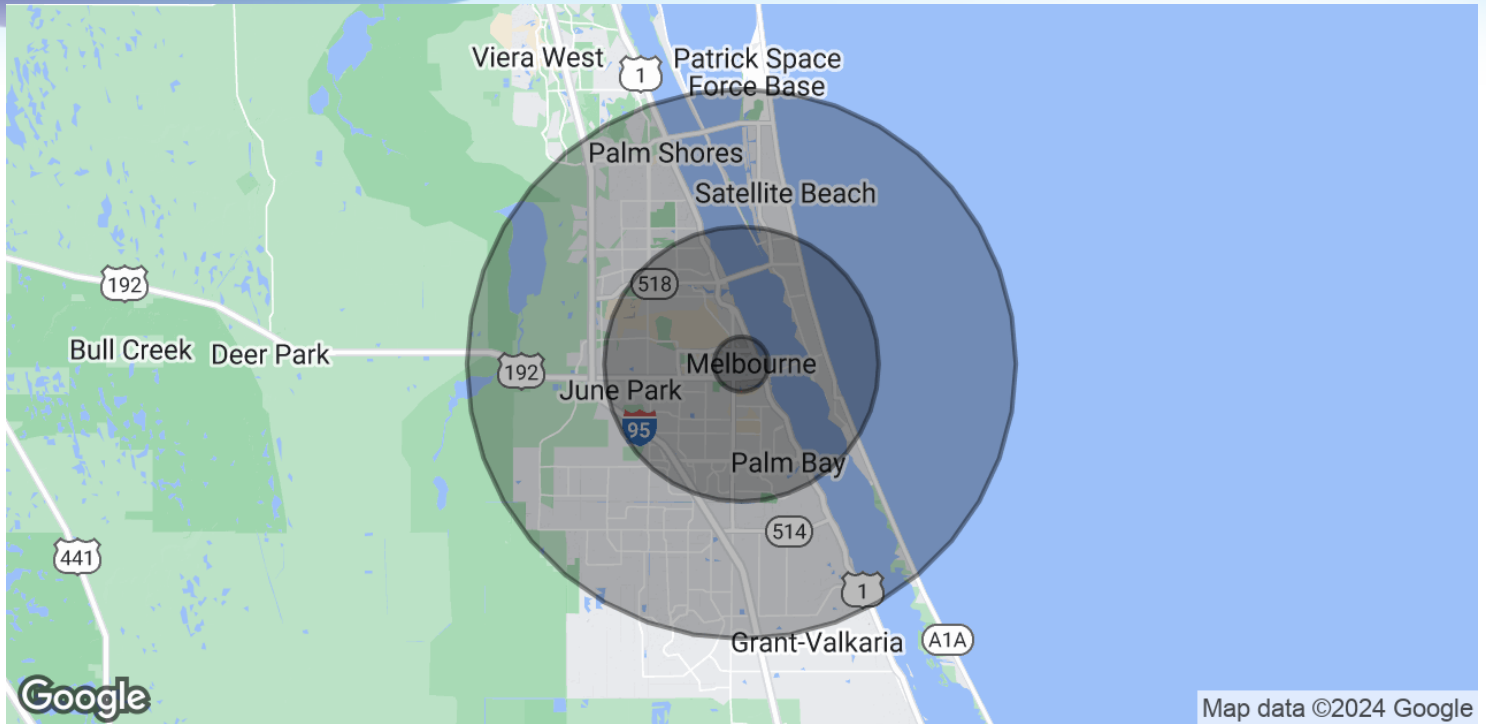 Viera West
1
Patrick Space
Force Base
Palm Shores
Satellite Beach
192
518
Bull Creek
Deer Park
192
Melbourne
June Park
95
Palm Bay
514
441
1
Grant-Valkaria
A1A
Google
Map data ©2024 Google